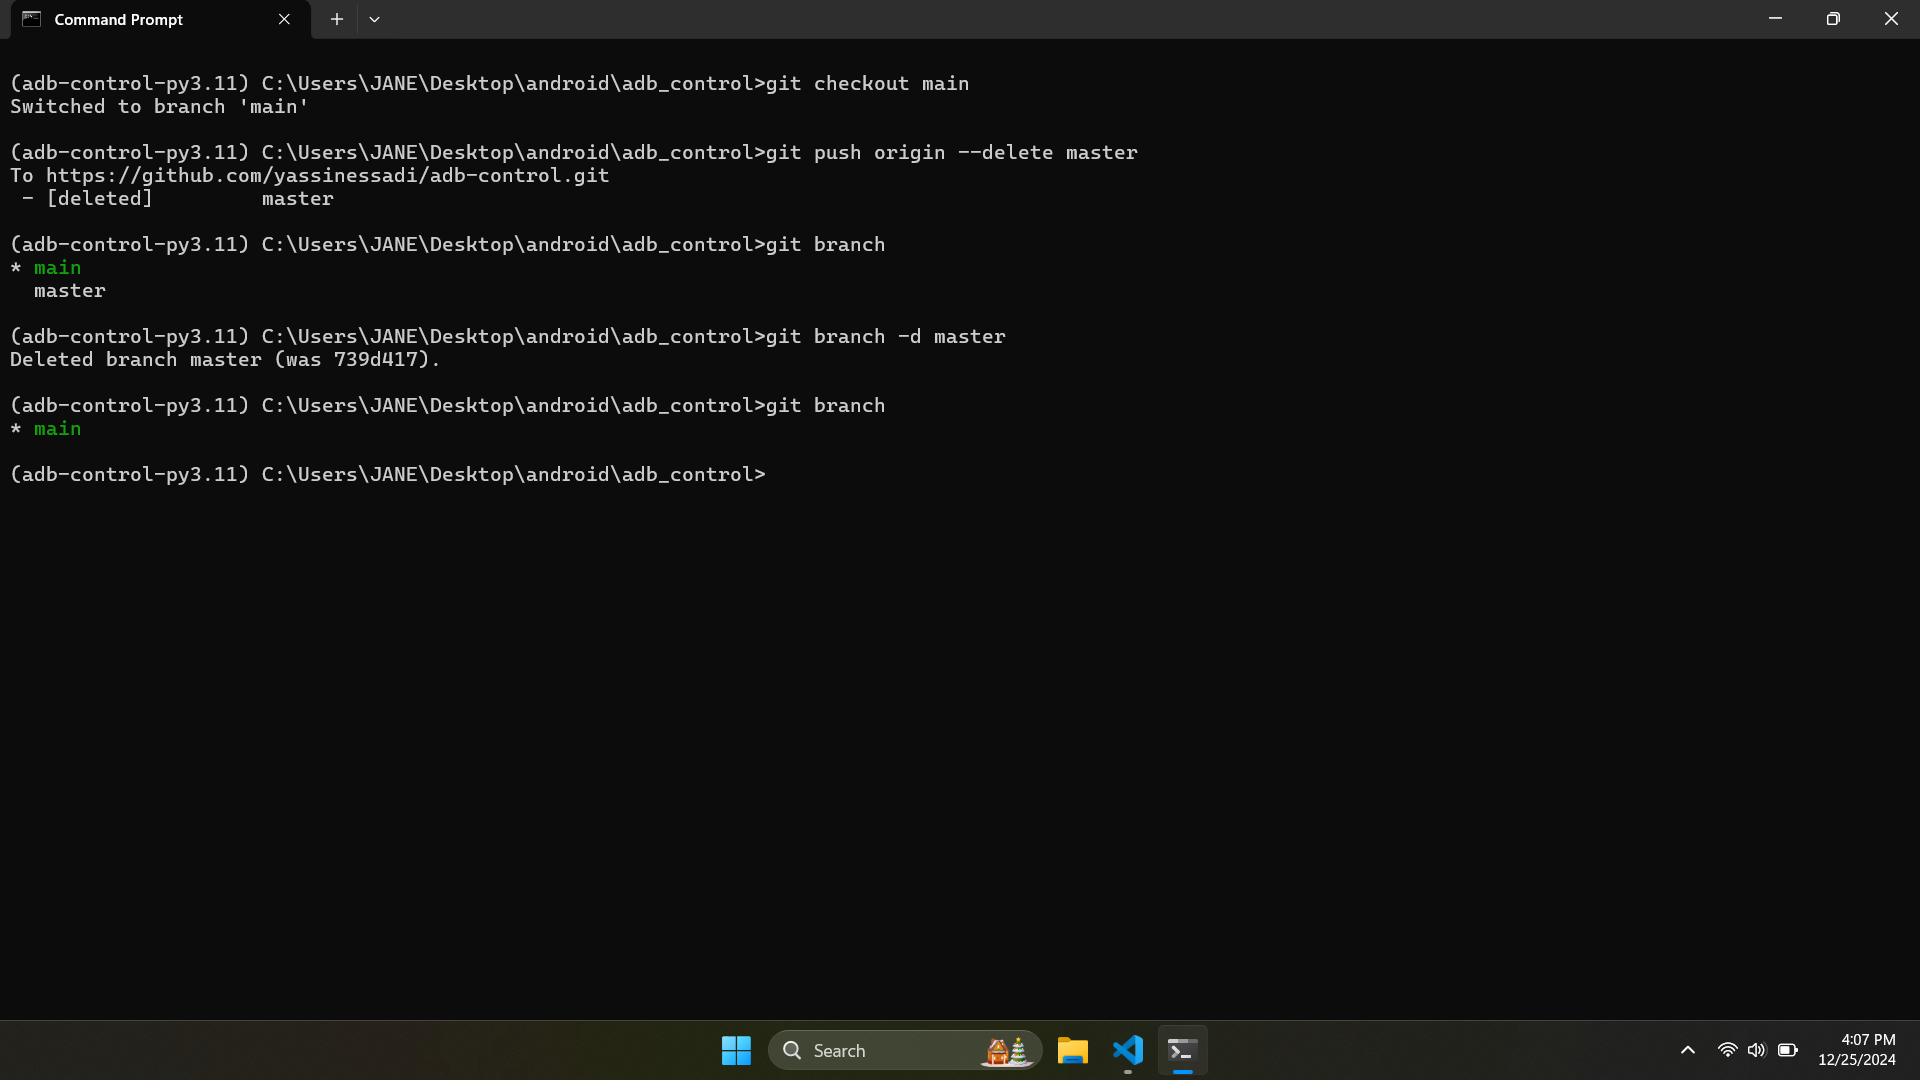 Command Prompt
(adb-control-py3.11) C:\Users\JANE\Desktop\android\adb_control>git checkout main
Switched to branch 'main'
(adb-control-py3.11) C:\Users\JANE\Desktop\android\adb_control>git push origin --delete master
To https://github.com/yassinessadi/adb-control.git
 - [deleted]         master
(adb-control-py3.11) C:\Users\JANE\Desktop\android\adb_control>git branch
* main
  master
(adb-control-py3.11) C:\Users\JANE\Desktop\android\adb_control>git branch -d master
Deleted branch master (was 739d417).
(adb-control-py3.11) C:\Users\JANE\Desktop\android\adb_control>git branch
* main
(adb-control-py3.11) C:\Users\JANE\Desktop\android\adb_control>
Search
4:07 PM
12/25/2024